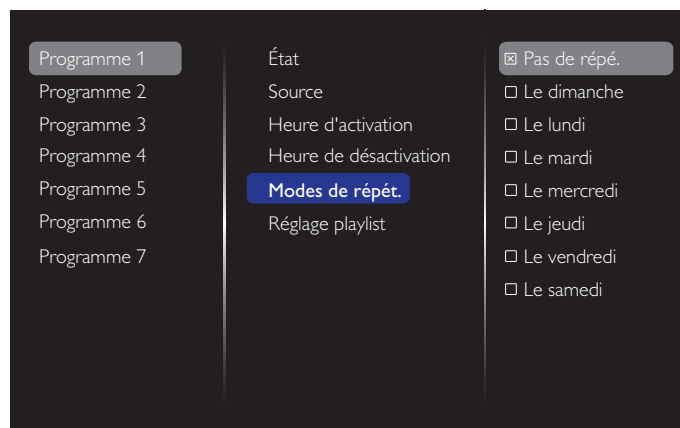 Programme 1
Programme 2
Programme 3
Programme 4
Programme 5
Programme 6
Programme 7
État
Source
Heure d'activation
Heure de désactivation
Modes de répét.
Réglage playlist
Pas de répé.
Le dimanche
Le lundi
Le mardi
Le mercredi
Le jeudi
Le vendredi
Le samedi